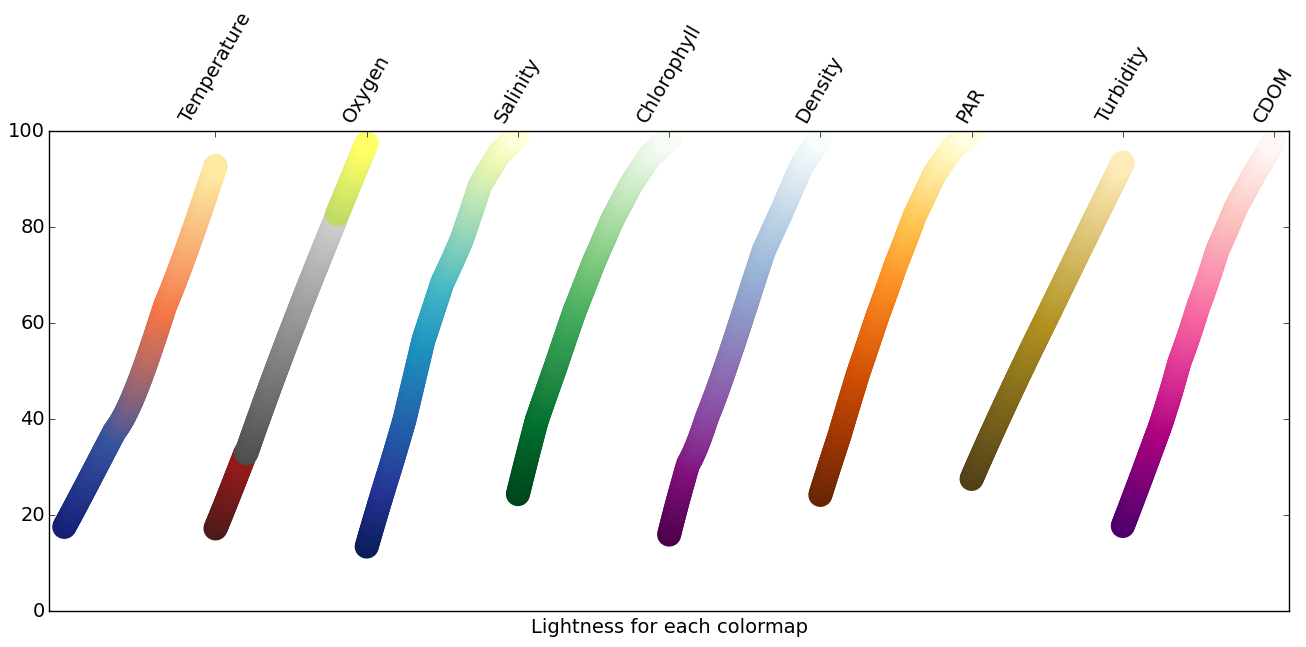 Temperature
Oxygen
Salinity
Chlorophyll
Density
PAR
Turbidity
CDOM
100
80
60
40
20
0
Lightness for each colormap